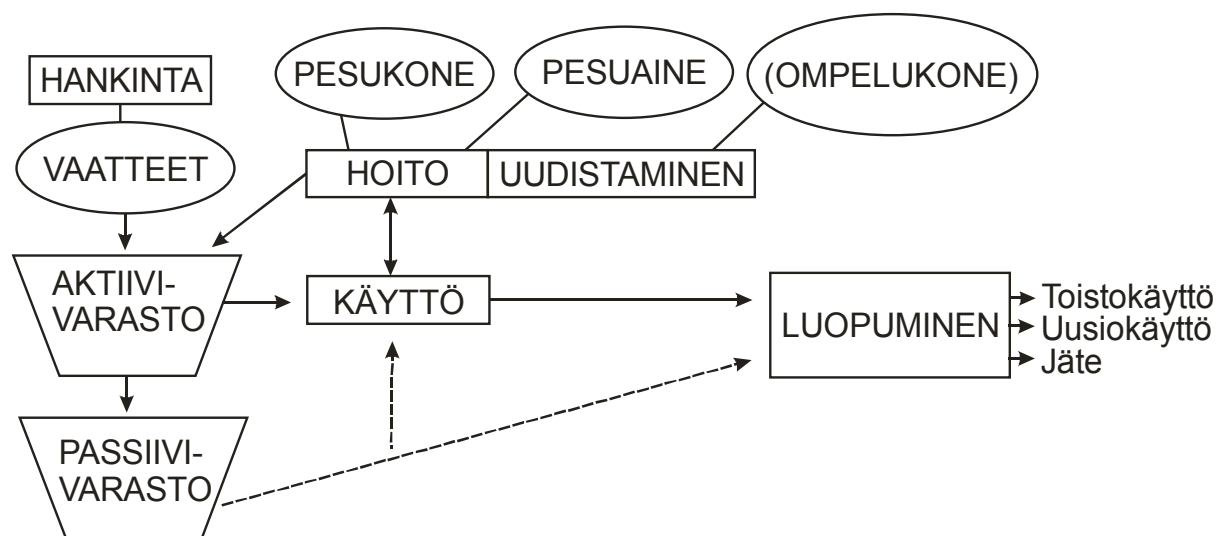 HANKINTA
VAATTEET
PESUKONE
PESUAINE
(OMPELUKONE)
HOITO
UUDISTAMINEN
AKTIIVI-
VARASTO
KÄYTTÖ
LUOPUMINEN
Toistokäyttö
Uusiokäyttö
Jäte
PASSIIVI-
VARASTO